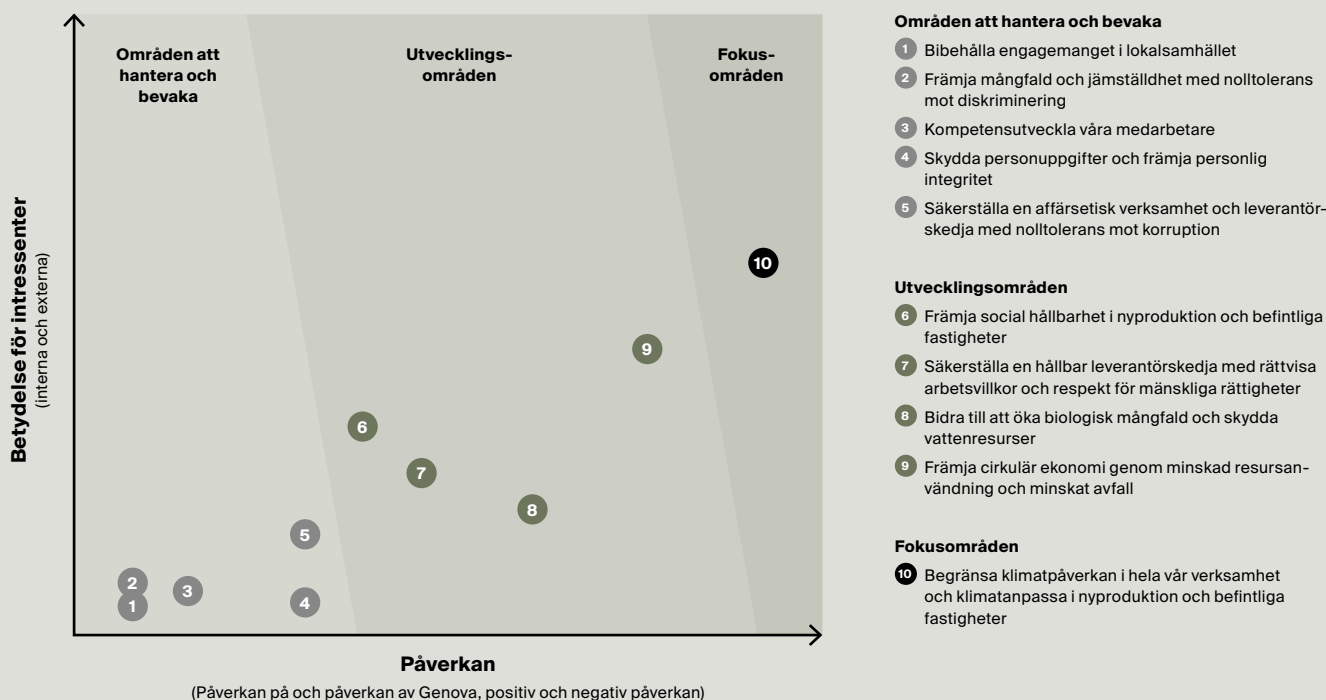 Områden att
hantera och
bevaka
Utvecklings-
områden
Fokus-
områden
Betydelse för intressenter
(interna och externa)
10
9
6
7
8
5
2
3
1
4
Påverkan
(Påverkan på och påverkan av Genova, positiv och negativ påverkan)
Områden att hantera och bevaka
1 Bibehålla engagemanget i lokalsamhället
2 Främja mångfald och jämställdhet med nolltolerans
mot diskriminering
3 Kompetensutveckla våra medarbetare
4 Skydda personuppgifter och främja personlig
integritet
5 Säkerställa en affärsetisk verksamhet och leverantör-
skedja med nolltolerans mot korruption
Utvecklingsområden
6 Främja social hållbarhet i nyproduktion och befintliga
fastigheter
7 Säkerställa en hållbar leverantörskedja med rättvisa
arbetsvillkor och respekt för mänskliga rättigheter
8 Bidra till att öka biologisk mångfald och skydda
vattenresurser
9 Främja cirkulär ekonomi genom minskad resursan-
vändning och minskat avfall
Fokusområden
10 Begränsa klimatpåverkan i hela vår verksamhet
och klimatanpassa i nyproduktion och befintliga
fastigheter